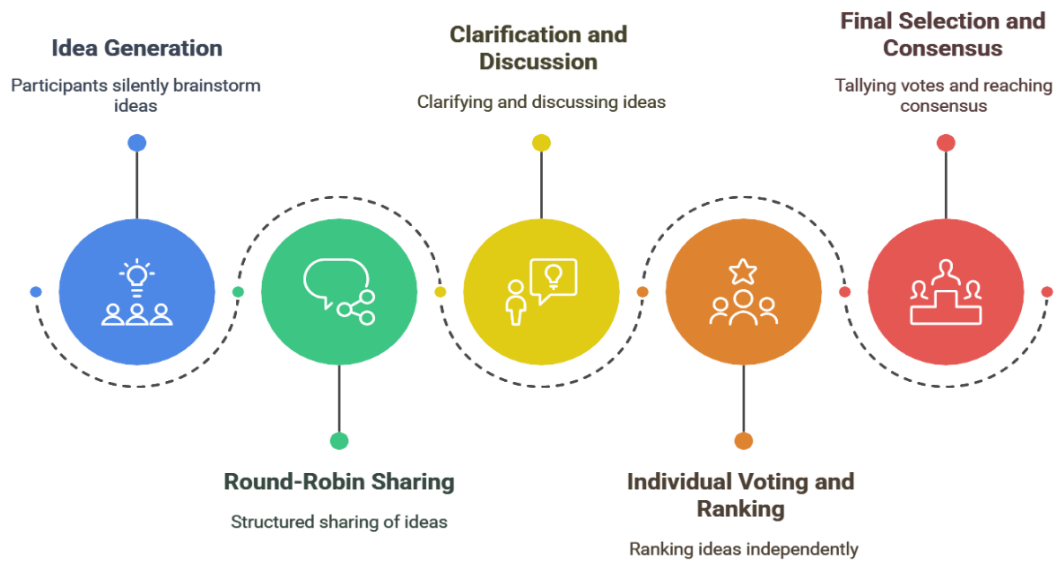 Idea Generation
Participants silently brainstorm
ideas
Round-Robin Sharing
Structured sharing of ideas
Clarification and
Discussion
Clarifying and discussing ideas
Individual Voting and
Ranking
Ranking ideas independently
Final Selection and
Consensus
Tallying votes and reaching
consensus